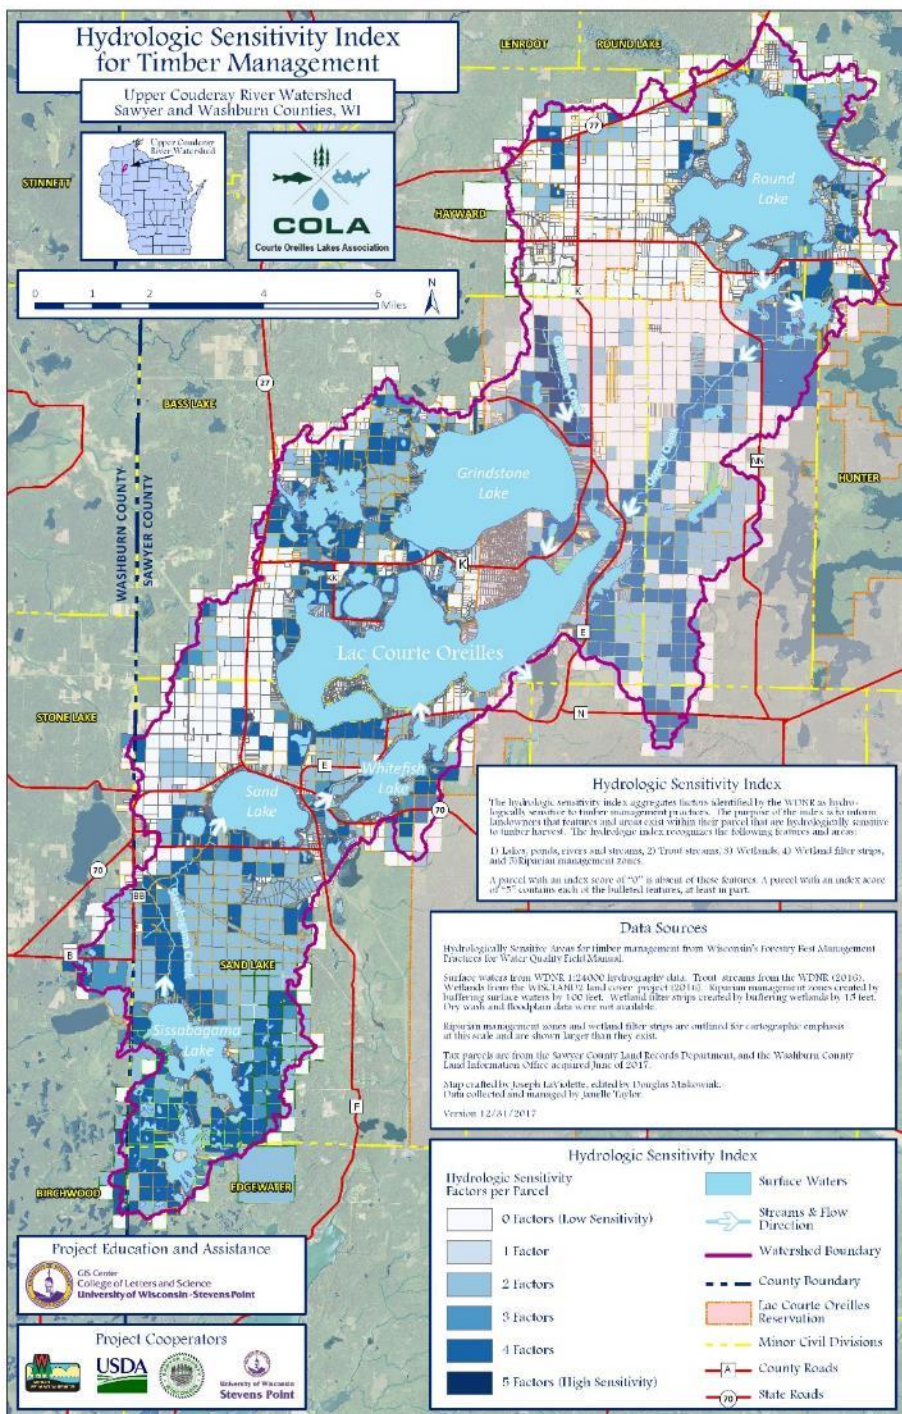 Hydrologic Sensitivity Index
for Timber Management
Upper Couderay River Watershed
Sawyer and Washburn Counties, WI
Upper Couderay
River Watershed
COLA
Courte Oreilles Lakes Association
0 1 2 4 6
Miles
N
LENROOT
ROUND LAKE
STINNETT
HAYWARD
27
Round
Lake
K
27
BASS LAKE
WASHBURN COUNTY
SAWYER COUNTY
Grindstone
Lake
Osprey Creek
NN
HUNTER
K
KK
Lac Courte Oreilles
E
N
STONE LAKE
E
Whitefish
Lake
Sand
Lake
70
70
BB
B
SAND LAKE
Sissabagama
Lake
F
BIRCHWOOD
EDGEWATER
Hydrologic Sensitivity Index
The hydrologic sensitivity index aggregates factors identified by the WDNR as hydro-
logically sensitive to timber management practices. The purpose of the index is to inform
landowners that features and areas exist within their parcel that are hydrologically sensitive
to timber harvest. The hydrologic index recognizes the following features and areas:
1) Lakes, ponds, rivers and streams, 2) Trout streams, 3) Wetlands, 4) Wetland filter strips,
and 5)Riparian management zones.
A parcel with an index score of "0" is absent of these features. A parcel with an index score
of "5" contains each of the bulleted features, at least in part.
Data Sources
Hydrologically Sensitive Areas for timber management from Wisconsin's Forestry Best Management
Practices for Water Quality Field Manual.
Surface waters from WDNR 1:24000 hydrography data. Trout streams from the WDNR (2016).
Wetlands from the WISCLAND2 land cover project (2016). Riparian management zones created by
buffering surface waters by 100 feet. Wetland filter strips created by buffering wetlands by 15 feet.
Dry wash and floodplain data were not available.
Riparian management zones and wetland filter strips are outlined for cartographic emphasis
at this scale and are shown larger than they exist.
Tax parcels are from the Sawyer County Land Records Department, and the Washburn County
Land Information Office acquired June of 2017.
Map crafted by Joseph LaViolette, edited by Douglas Miskowiak.
Data collected and managed by Janelle Taylor.
Version 12/31/2017
Hydrologic Sensitivity Index
Hydrologic Sensitivity
Factors per Parcel
0 Factors (Low Sensitivity)
1 Factor
2 Factors
3 Factors
4 Factors
5 Factors (High Sensitivity)
Surface Waters
Streams & Flow
Direction
Watershed Boundary
County Boundary
Lac Courte Oreilles
Reservation
Minor Civil Divisions
A County Roads
70 State Roads
Project Education and Assistance
GIS Center
College of Letters and Science
University of Wisconsin - Stevens Point
Project Cooperators
USDA
University of Wisconsin
Stevens Point